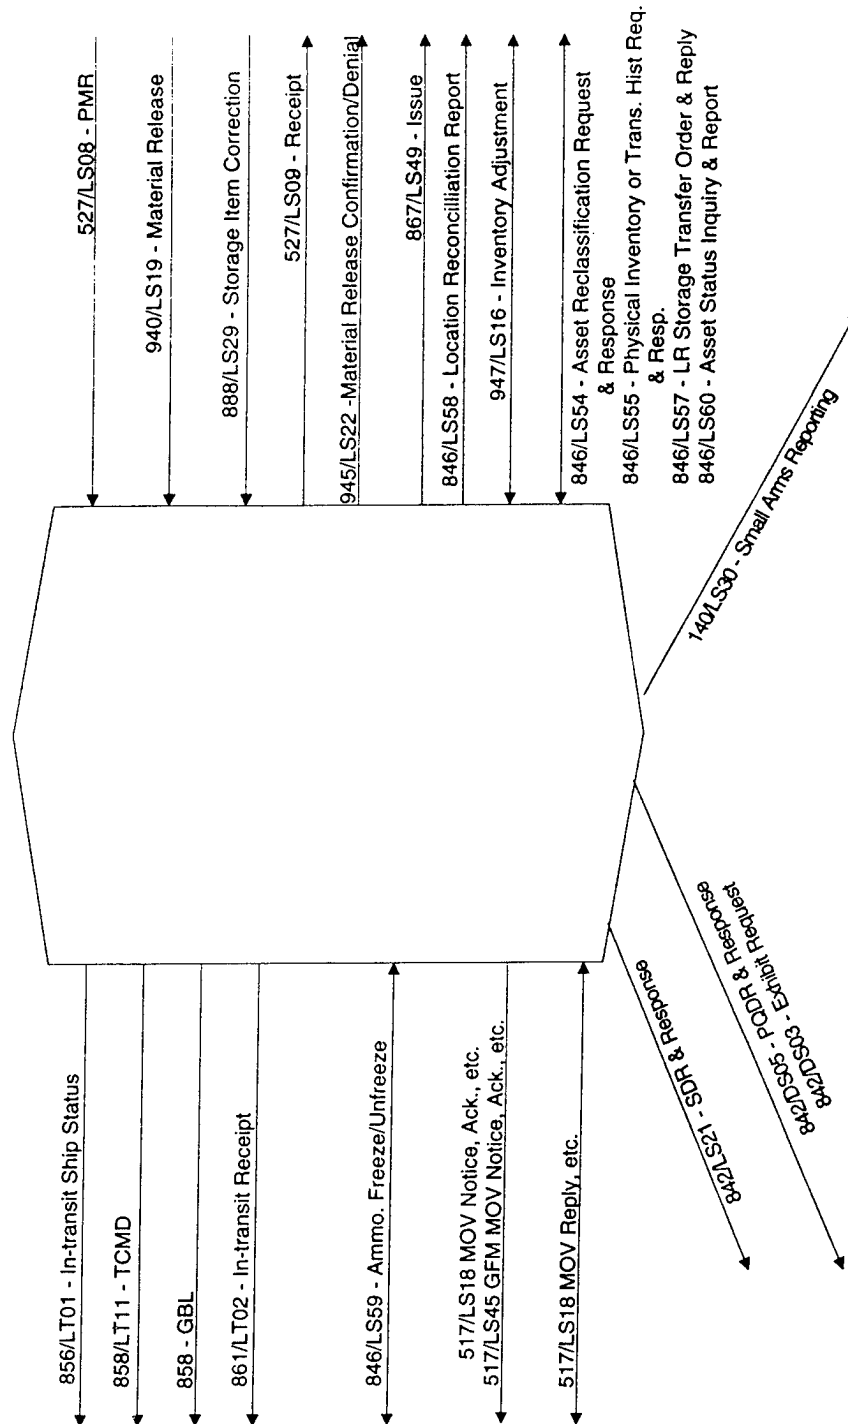 527/LS08 - PMR
940/LS19 - Material Release
888/LS29 - Storage Item Correction
527/LS09 - Receipt
945/LS22 -Material Release Confirmation/Denial
867/LS49 - Issue
846/LS58 - Location Reconcilliation Report
947/LS16 - Inventory Adjustment
846/LS54 - Asset Reclassification Request
& Response
846/LS55 - Physical Inventory or Trans. Hist Req.
& Resp.
846/LS57 - LR Storage Transfer Order & Reply
846/LS60 - Asset Status Inquiry & Report
140/LS30 - Small Arms Reporting
856/LT01 - In-transit Ship Status
858/LT11 - TCMD
858 - GBL
861/LT02 - In-transit Receipt
846/LS59 - Ammo. Freeze/Unfreeze
517/LS18 MOV Notice, Ack., etc.
517/LS45 GFM MOV Notice, Ack., etc.
517/LS18 MOV Reply, etc.
842/LS21 - SDR & Response
842/DS05 - PQDR & Response
842/DS03 - Exhibit Request